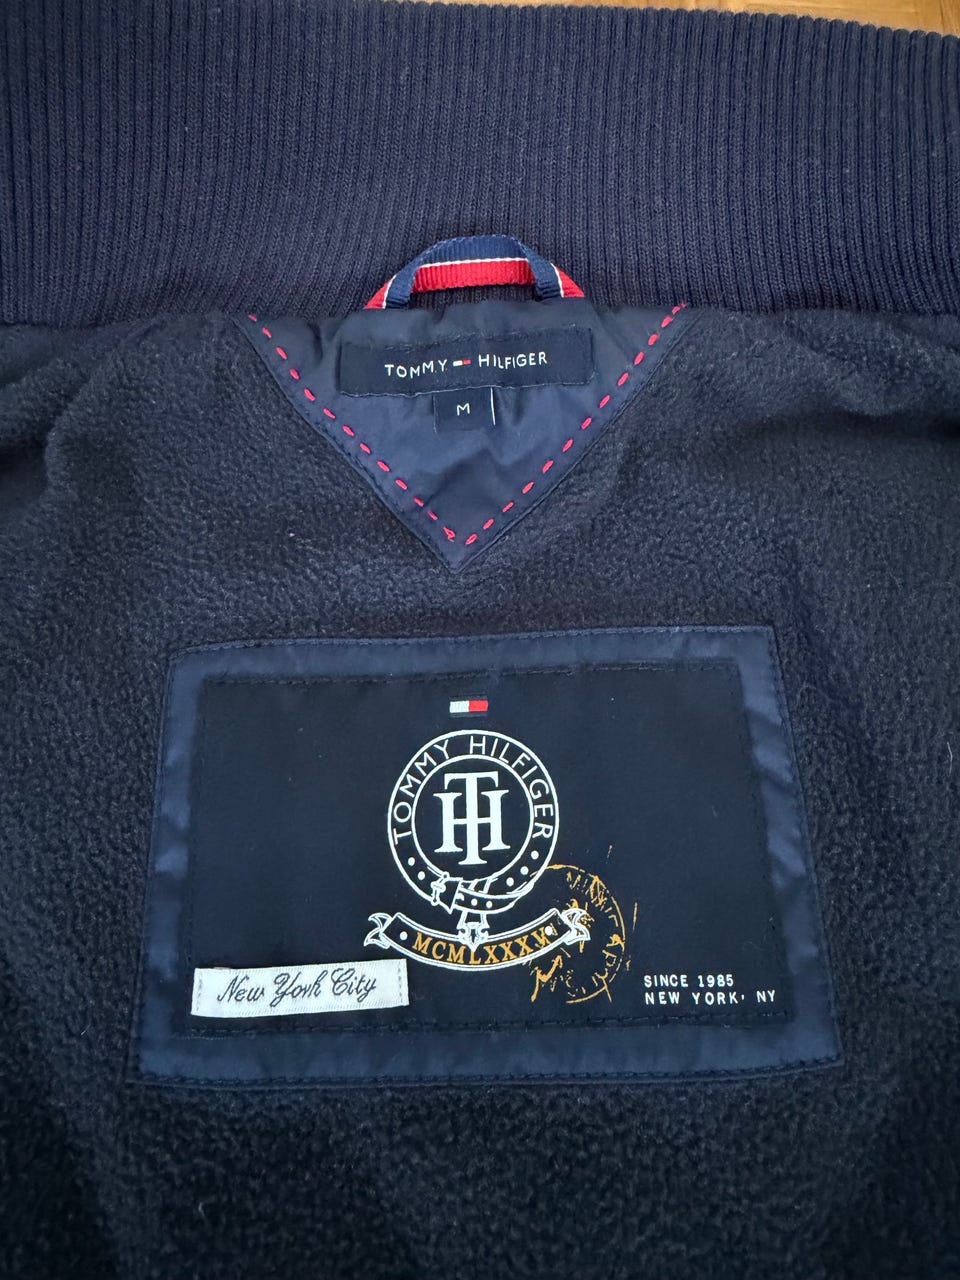 TOMMY HILFIGER
M
TOMMY HILFIGER
TH
MCMLXXXV
New York City
SINCE 1985
NEW YORK, NY